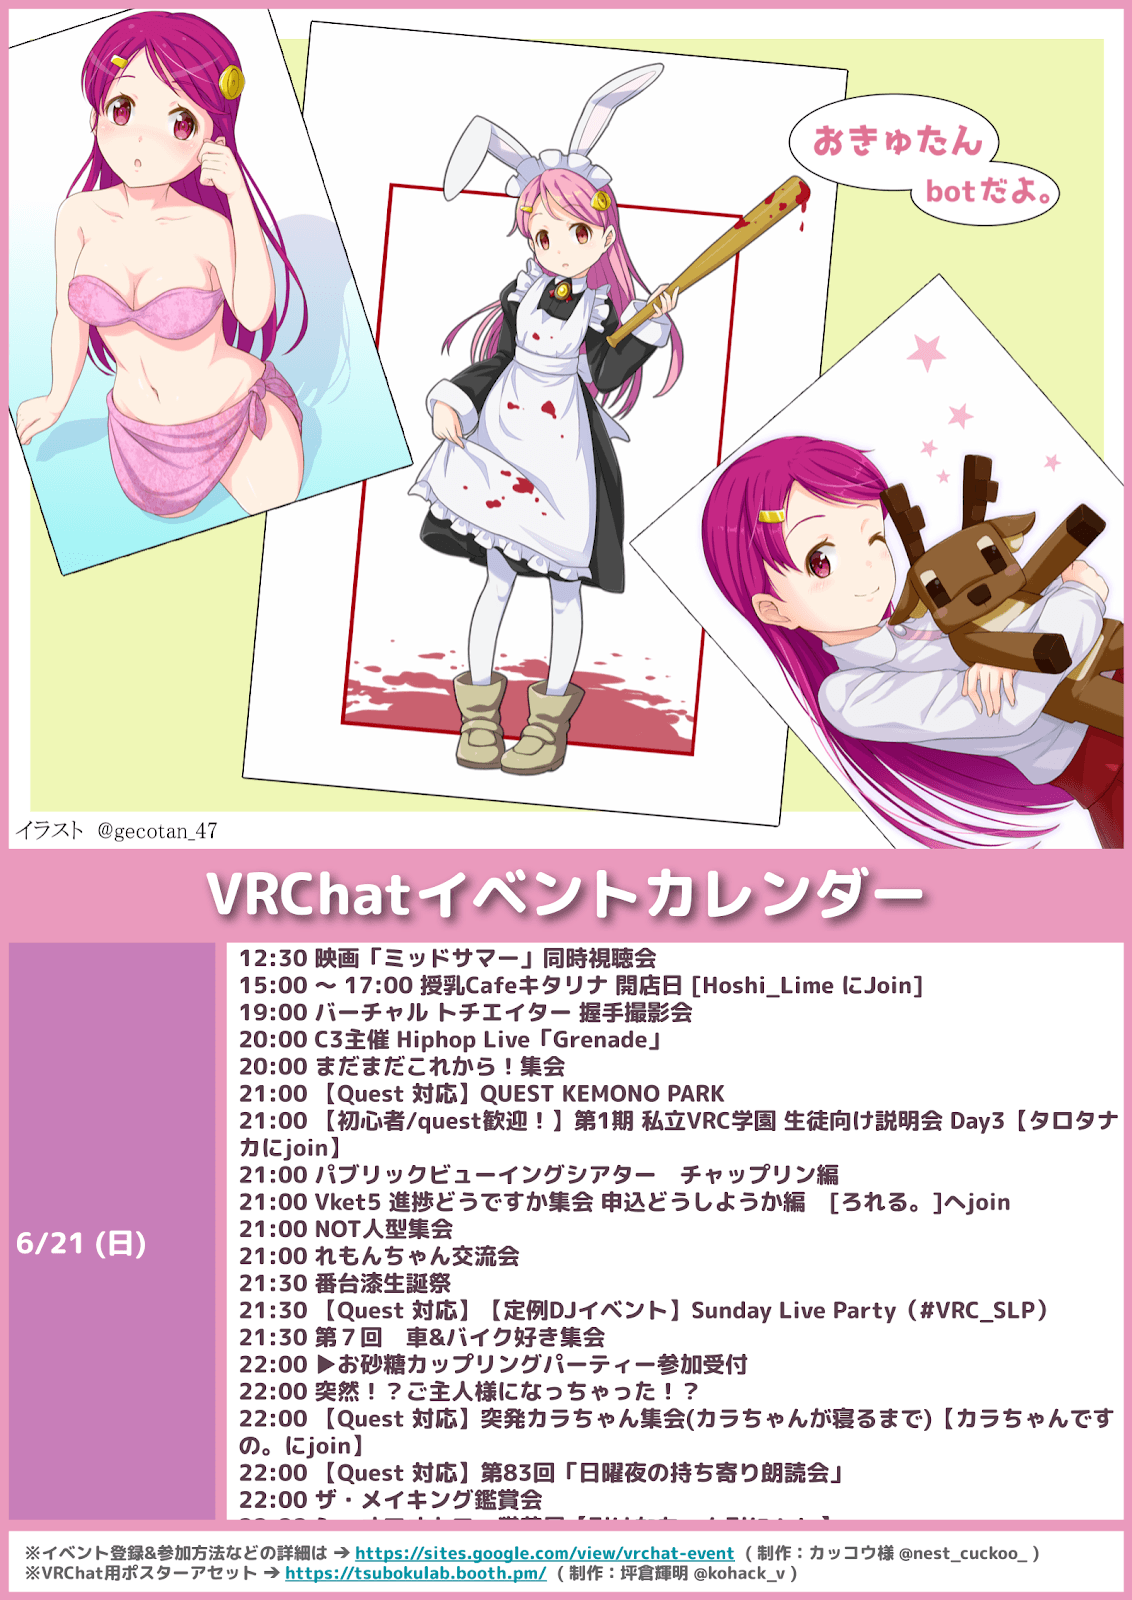 おきゅたん
botだよ。
イラスト @gecotan_47
VRChatイベントカレンダー
6/21 (日)
12:30 映画「ミッドサマー」同時視聴会
15:00 〜 17:00 授乳Cafeキタリナ 開店日 [Hoshi_Lime にJoin]
19:00 バーチャル トチエイター 握手撮影会
20:00 C3主催 Hiphop Live「Grenade」
20:00 まだまだこれから！集会
21:00 【Quest 対応】QUEST KEMONO PARK
21:00 【初心者/quest歓迎！】第1期 私立VRC学園 生徒向け説明会 Day3【タロタナ
カにjoin】
21:00 パブリックビューイングシアター　チャップリン編
21:00 Vket5 進捗どうですか集会 申込どうしようか編　[ろれる。]へjoin
21:00 NOT人型集会
21:00 れもんちゃん交流会
21:30 番台漆生誕祭
21:30 【Quest 対応】【定例DJイベント】Sunday Live Party（#VRC_SLP）
21:30 第７回　車&バイク好き集会
22:00 ▶お砂糖カップリングパーティー参加受付
22:00 突然！？ご主人様になっちゃった！？
22:00 【Quest 対応】突発カラちゃん集会(カラちゃんが寝るまで)【カラちゃんです
の。にjoin】
22:00 【Quest 対応】第83回「日曜夜の持ち寄り朗読会」
22:00 ザ・メイキング鑑賞会
※イベント登録&参加方法などの詳細は → https://sites.google.com/view/vrchat-event （ 制作：カッコウ様 @nest_cuckoo_ ）
※VRChat用ポスターアセット → https://tsubokulab.booth.pm/ （ 制作：坪倉輝明 @kohack_v ）